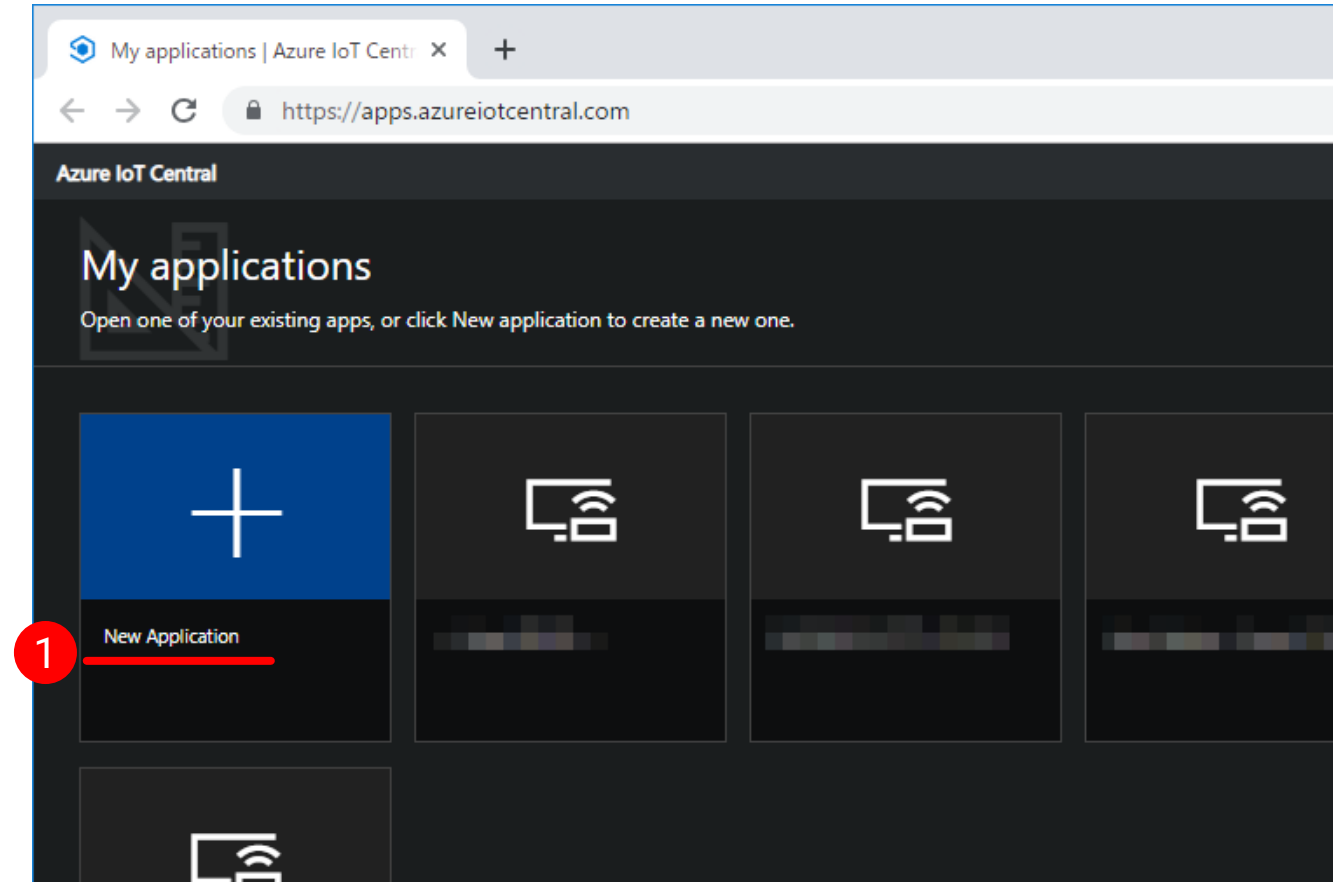 My applications | Azure IoT Centr
https://apps.azureiotcentral.com
Azure IoT Central
My applications
Open one of your existing apps, or click New application to create a new one.
1
New Application